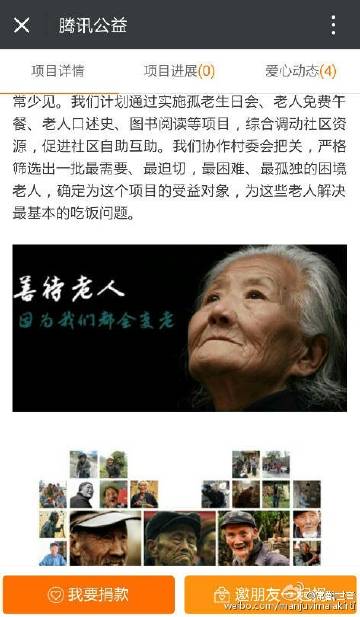 腾讯公益
项目详情
项目进展(0)
爱心动态(4)
常少见。我们计划通过实施孤老生日会、老人免费午
餐、老人口述史、图书阅读等项目，综合调动社区资
源，促进社区自助互助。我们协作村委会把关，严格
筛选出一批最需要、最迫切，最困难、最孤独的困境
老人，确定为这个项目的受益对象，为这些老人解决
最基本的吃饭问题。
善待老人
因为我们都会变老
我要捐款
邀朋友一起捐
weibo.com/manjuvimalakirti